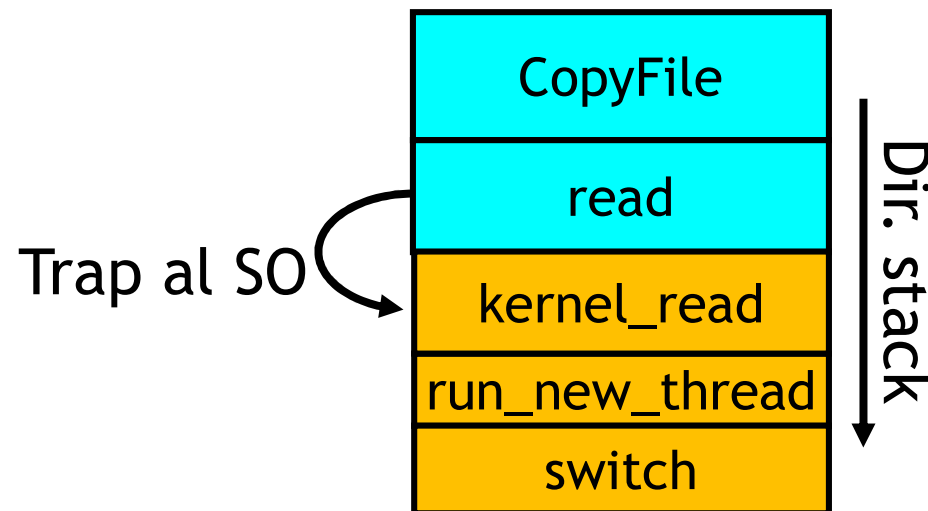 CopyFile
read
Trap al SO
kernel_read
run_new_thread
switch
Dir. stack